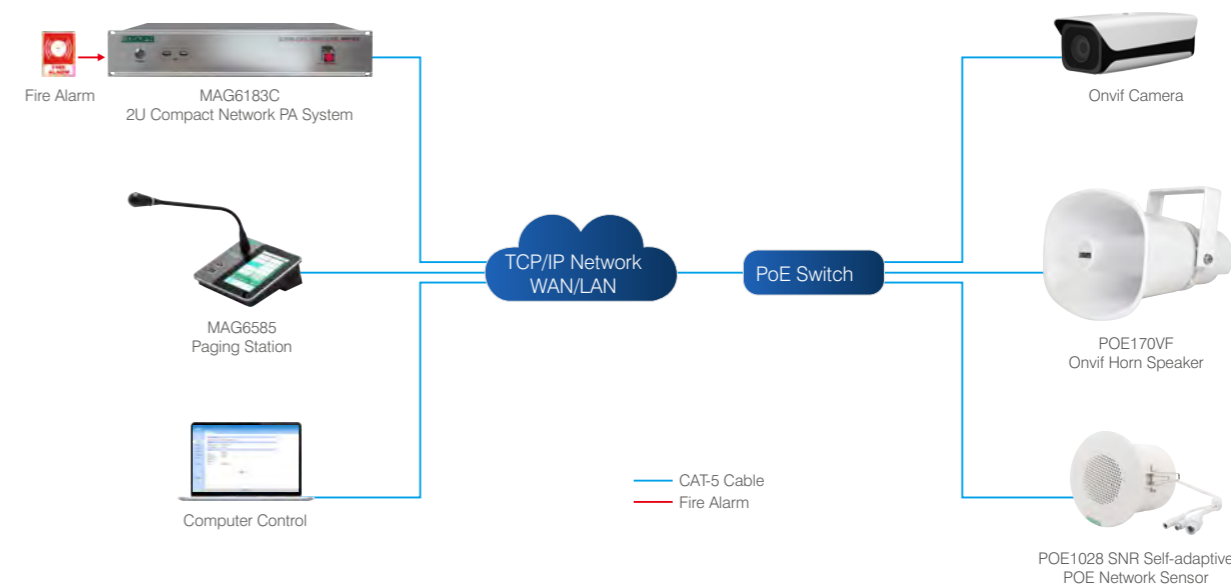 Fire Alarm
MAG6183C
2U Compact Network PA System
Onvif Camera
TCP/IP Network
WAN/LAN
PoE Switch
MAG6585
Paging Station
POE170VF
Onvif Horn Speaker
CAT-5 Cable
Fire Alarm
Computer Control
POE1028 SNR Self-adaptive
POE Network Sensor